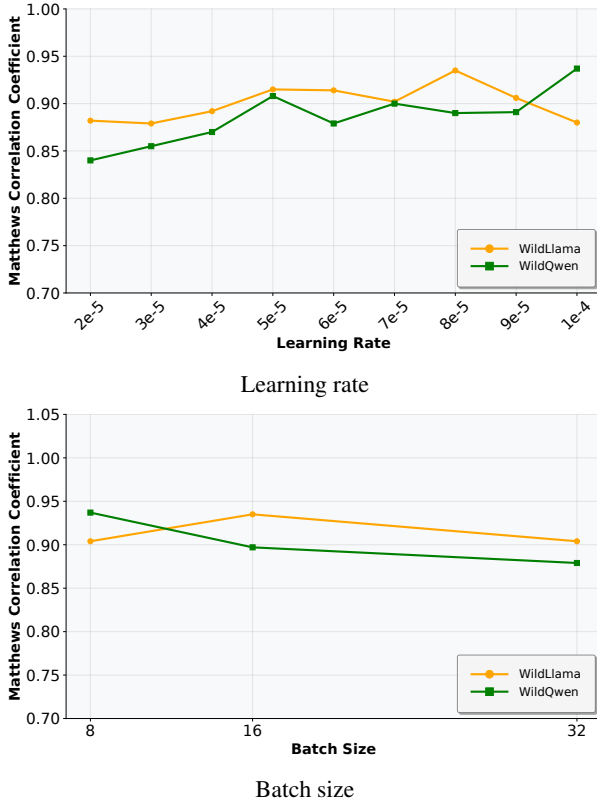 1.00
0.95
0.90
0.85
0.80
0.75
0.70
Matthews Correlation Coefficient
WildLlama
WildQwen
2e-5 3e-5 4e-5 5e-5 6e-5 7e-5 8e-5 9e-5 1e-4
Learning Rate
Learning rate
1.05
1.00
0.95
0.90
0.85
0.80
0.75
0.70
Matthews Correlation Coefficient
WildLlama
WildQwen
8 16 32
Batch Size
Batch size